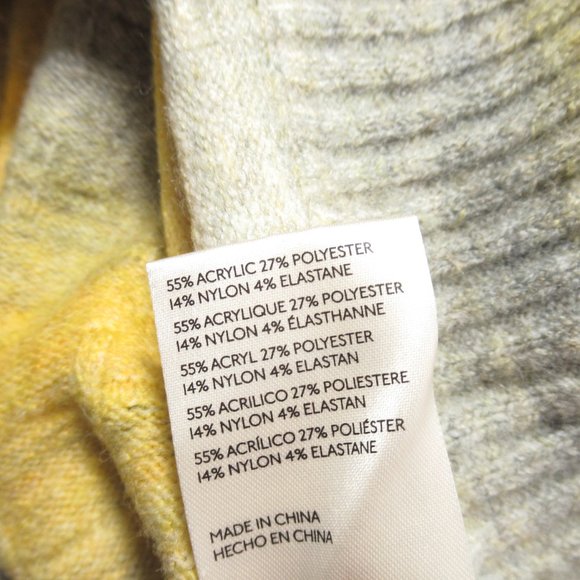 55% ACRYLIC 27% POLYESTER
14% NYLON 4% ELASTANE
55% ACRYLIQUE 27% POLYESTER
14% NYLON 4% ÉLASTHANNE
55% ACRYL 27% POLYESTER
14% NYLON 4% ELASTAN
55% ACRILICO 27% POLIESTERE
14% NYLON 4% ELASTAN
55% ACRÍLICO 27% POLIÉSTER
14% NYLON 4% ELASTANE
MADE IN CHINA
HECHO EN CHINA